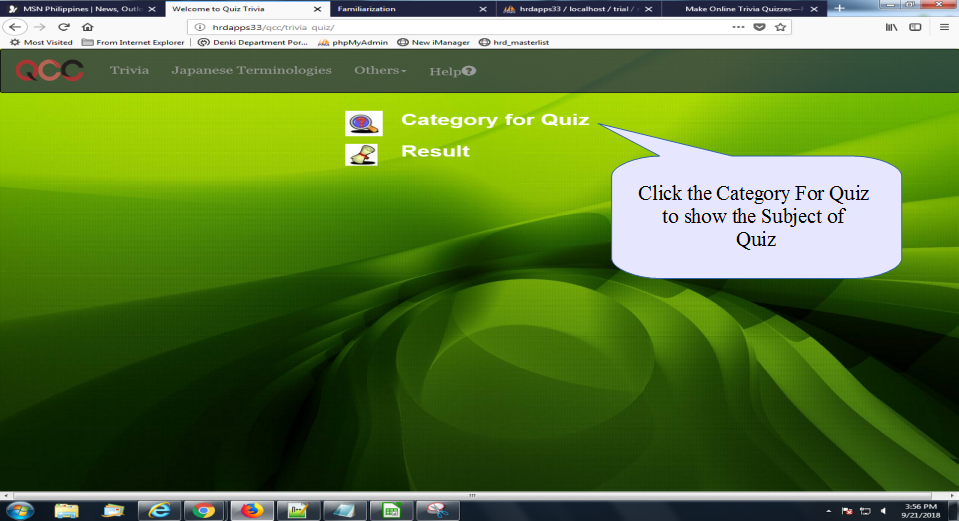 MSN Philippines | News, Outlo
Welcome to Quiz Trivia
Familiarization
hrdapps33 / localhost / trial /
Make Online Trivia Quizzes—F
hrdapps33/qcc/trivia quiz/
Most Visited
From Internet Explorer
Denki Department Por...
phpMyAdmin
New iManager
hrd_masterlist
QCC
Trivia
Japanese Terminologies
Others
Help
Category for Quiz
Result
Click the Category For Quiz
to show the Subject of
Quiz
3:56 PM
9/21/2018